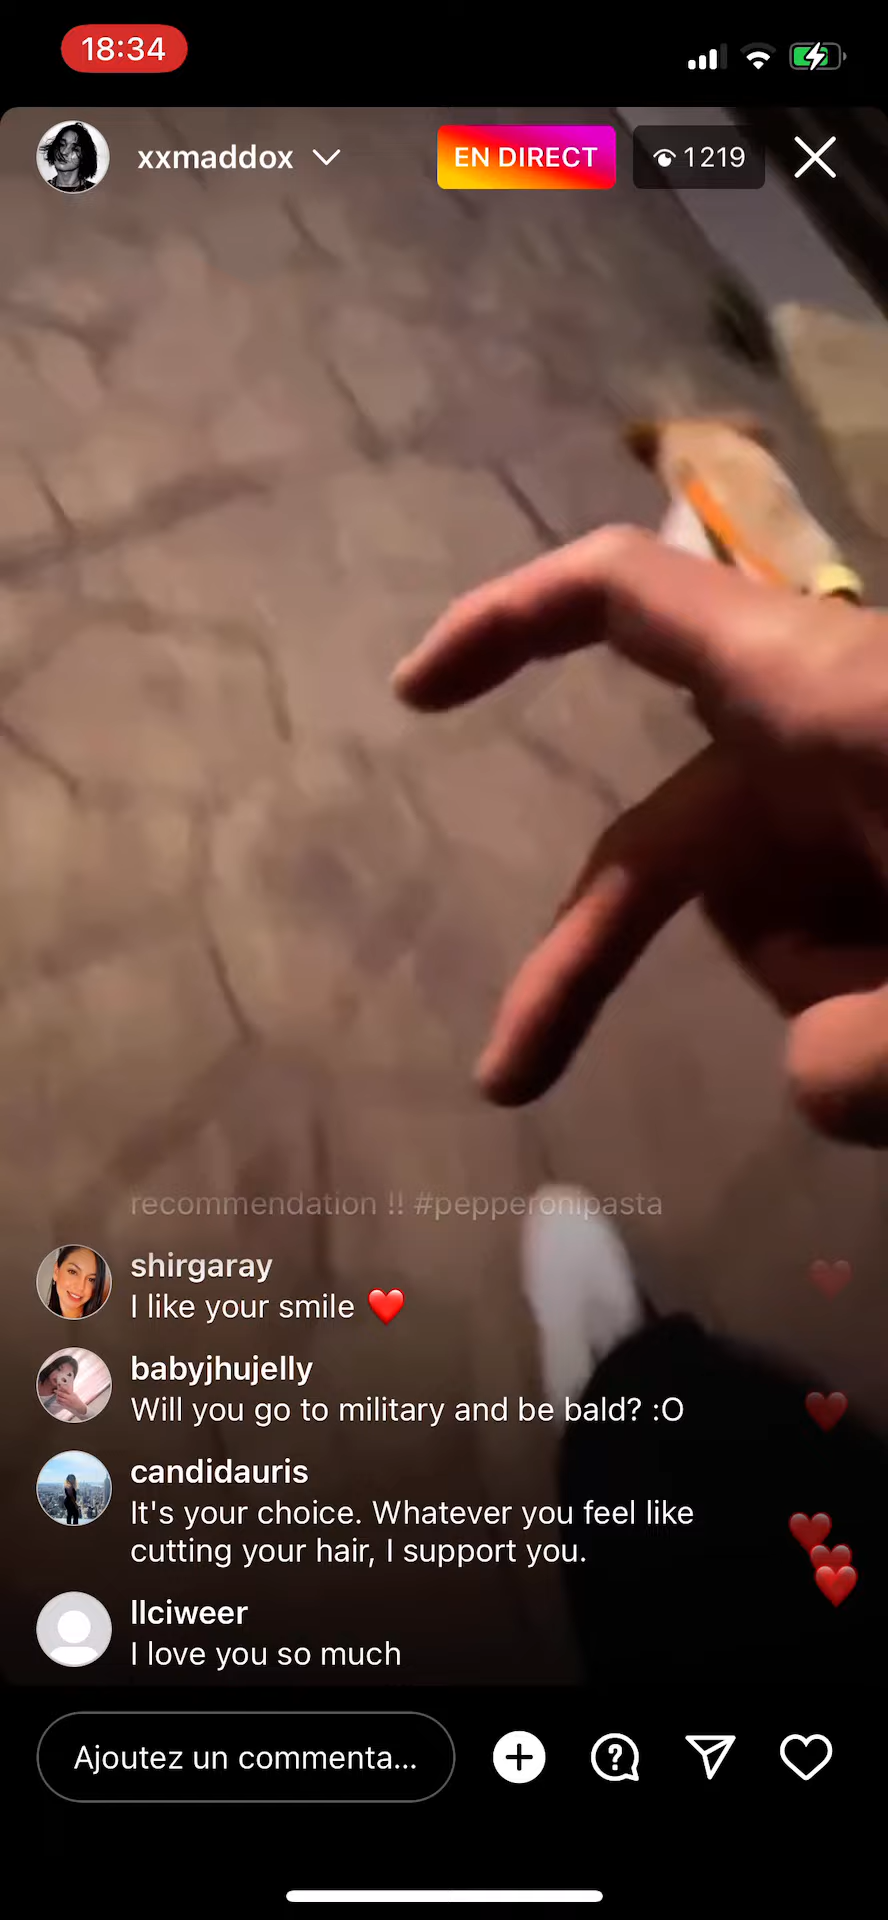 18:34
xxmaddox
EN DIRECT
1219
recommendation !! #pepperonipasta
shirgaray
I like your smile ❤️
babyjhujelly
Will you go to military and be bald? :O
candidauris
It's your choice. Whatever you feel like
cutting your hair, I support you.
llciweer
I love you so much
Ajoutez un commenta...